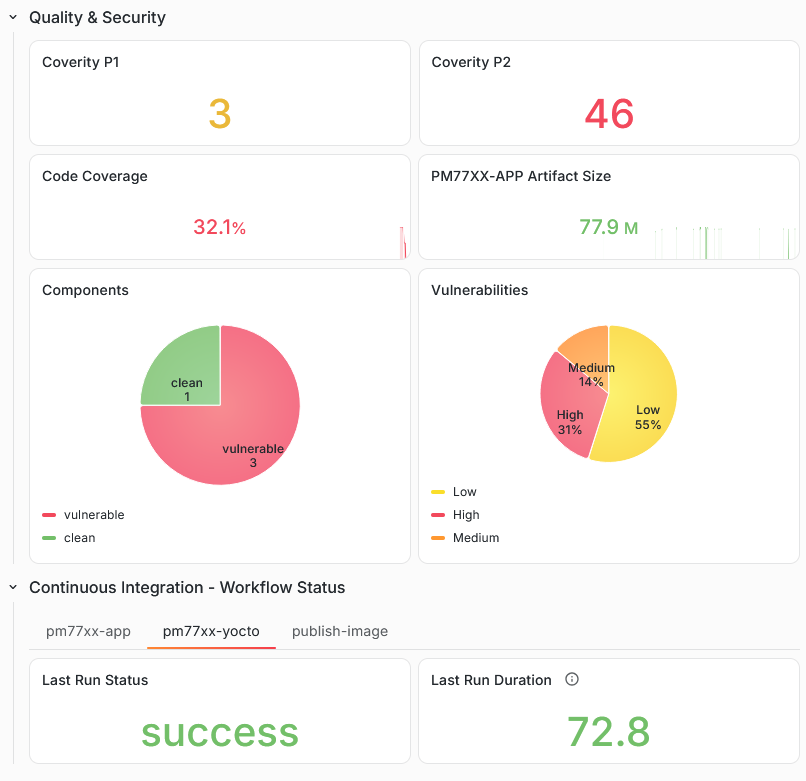 Quality & Security
Coverity P1
3
Coverity P2
46
Code Coverage
32.1%
PM77XX-APP Artifact Size
77.9 M
Components
clean
1
vulnerable
3
vulnerable
clean
Vulnerabilities
Medium
14%
High
31%
Low
55%
Low
High
Medium
Continuous Integration - Workflow Status
pm77xx-app
pm77xx-yocto
publish-image
Last Run Status
success
Last Run Duration
72.8